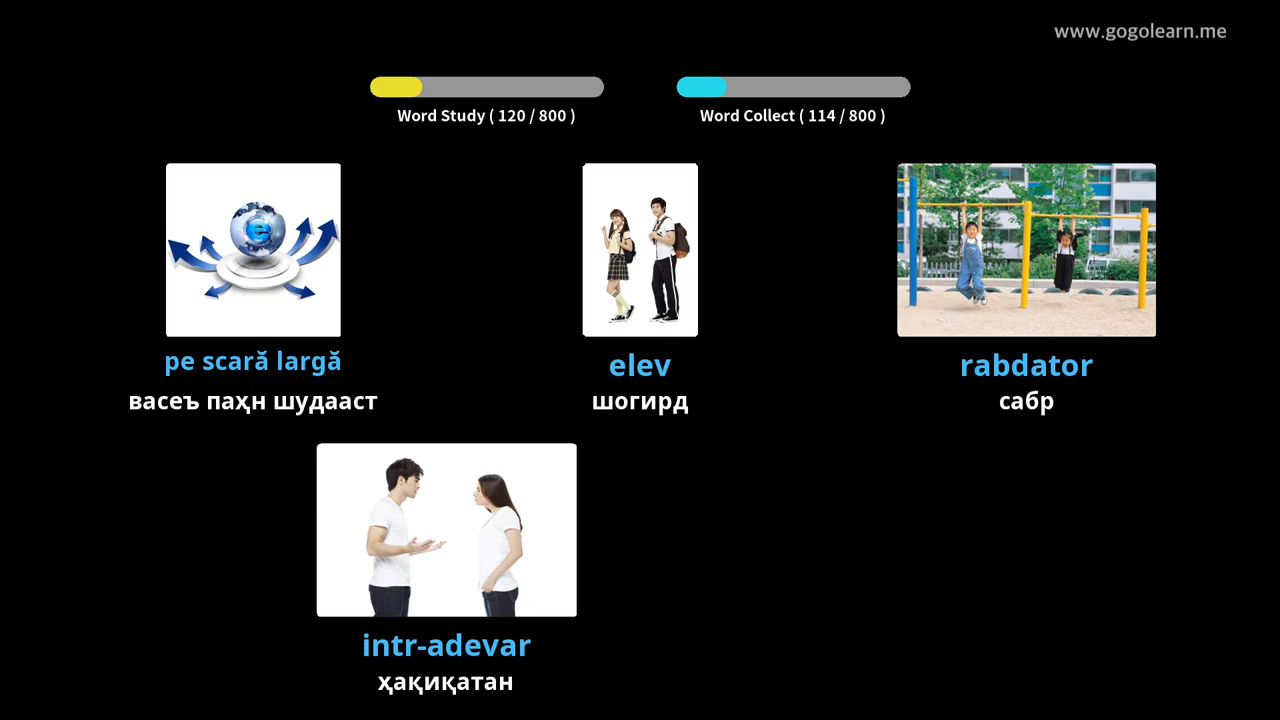 www.gogolearn.me
Word Study ( 120 / 800 )
Word Collect ( 114 / 800 )
pe scară largă
васеъ паҳн шудааст
elev
шогирд
rabdator
сабр
intr-adevar
ҳақиқатан